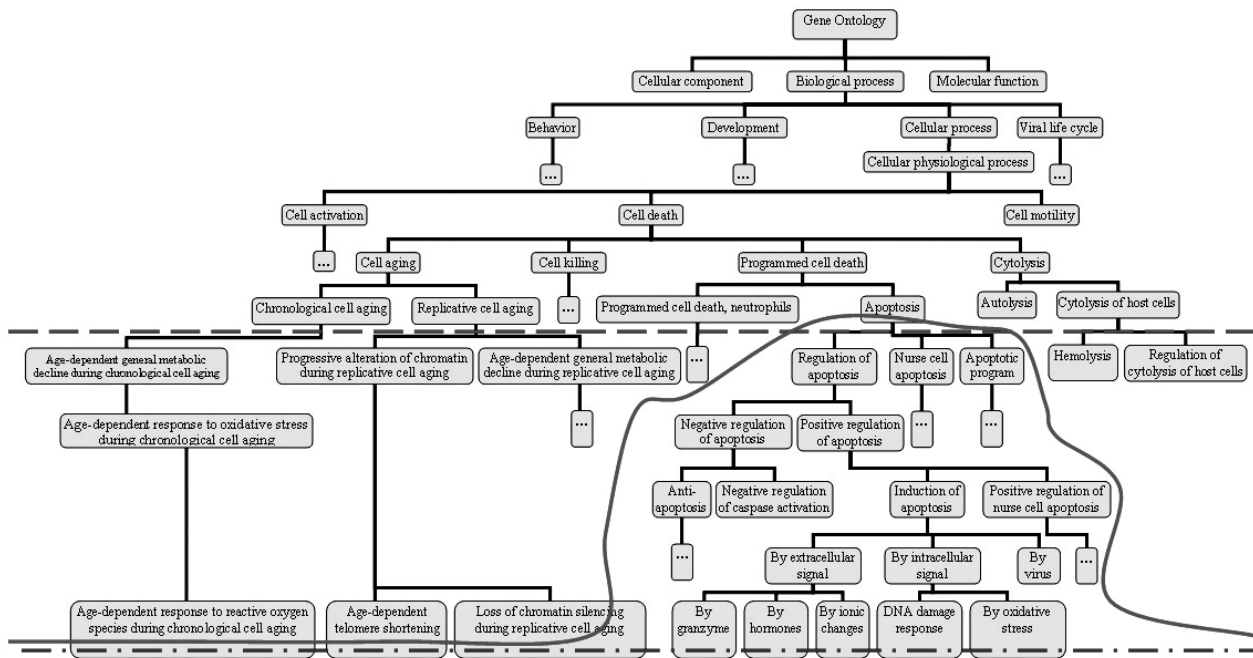 Gene Ontology
Cellular component
Biological process
Molecular function
Behavior
Development
Cellular process
Viral life cycle
...
...
Cellular physiological process
...
Cell activation
Cell death
Cell motility
...
Cell aging
Cell killing
Programmed cell death
Cytolysis
Chronological cell aging
Replicative cell aging
...
Programmed cell death, neutrophils
Apoptosis
Autolysis
Cytolysis of host cells
Age-dependent general metabolic
decline during chronological cell aging
Progressive alteration of chromatin
during replicative cell aging
Age-dependent general metabolic
decline during replicative cell aging
...
Regulation of
apoptosis
Nurse cell
apoptosis
Apoptotic
program
Hemolysis
Regulation of
cytolysis of host cells
Age-dependent response to oxidative stress
during chronological cell aging
...
Negative regulation
of apoptosis
Positive regulation
of apoptosis
...
...
Anti-
apoptosis
Negative regulation
of caspase activation
Induction of
apoptosis
Positive regulation of
nurse cell apoptosis
...
By extracellular
signal
By intracellular
signal
By
virus
...
Age-dependent response to reactive oxygen
species during chronological cell aging
Age-dependent
telomere shortening
Loss of chromatin silencing
during replicative cell aging
By
granzyme
By
hormones
By ionic
changes
DNA damage
response
By oxidative
stress